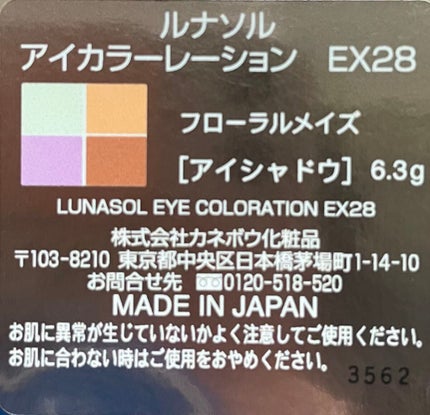 ルナソル
アイカラーレーション EX28
フローラルメイズ
[アイシャドウ] 6.3g
LUNASOL EYE COLORATION EX28
株式会社カネボウ化粧品
〒103-8210 東京都中央区日本橋茅場町1-14-10
お問合せ先 0120-518-520
MADE IN JAPAN
お肌に異常が生じていないかよく注意してご使用ください。
お肌に合わない時はご使用をおやめください。
3562